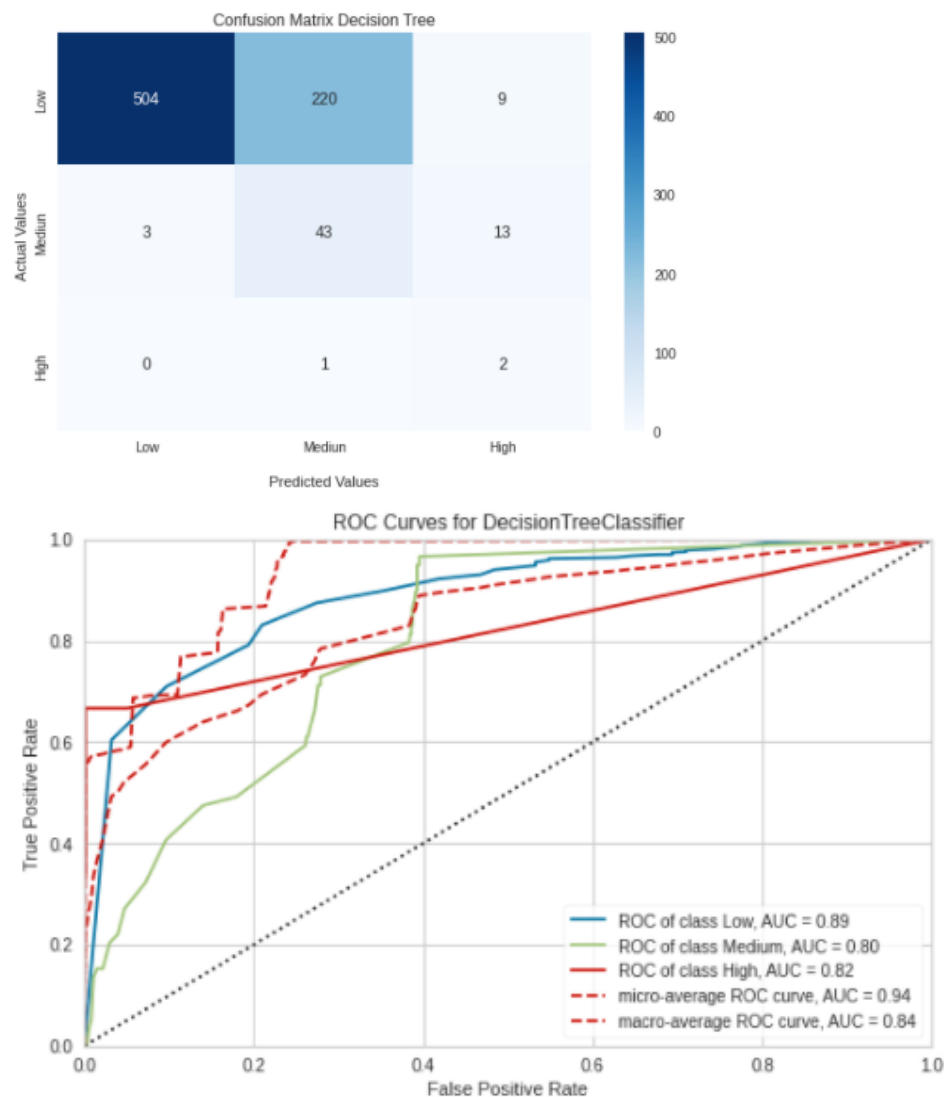 Confusion Matrix Decision Tree
Actual Values
Low
Mediun
High
504 220 9
3 43 13
0 1 2
Low Mediun High
Predicted Values
500
400
300
200
100
0
ROC Curves for DecisionTreeClassifier
True Positive Rate
1.0
0.8
0.6
0.4
0.2
0.0
ROC of class Low, AUC = 0.89
ROC of class Medium, AUC = 0.80
ROC of class High, AUC = 0.82
micro-average ROC curve, AUC = 0.94
macro-average ROC curve, AUC = 0.84
0.0 0.2 0.4 0.6 0.8 1.0
False Positive Rate